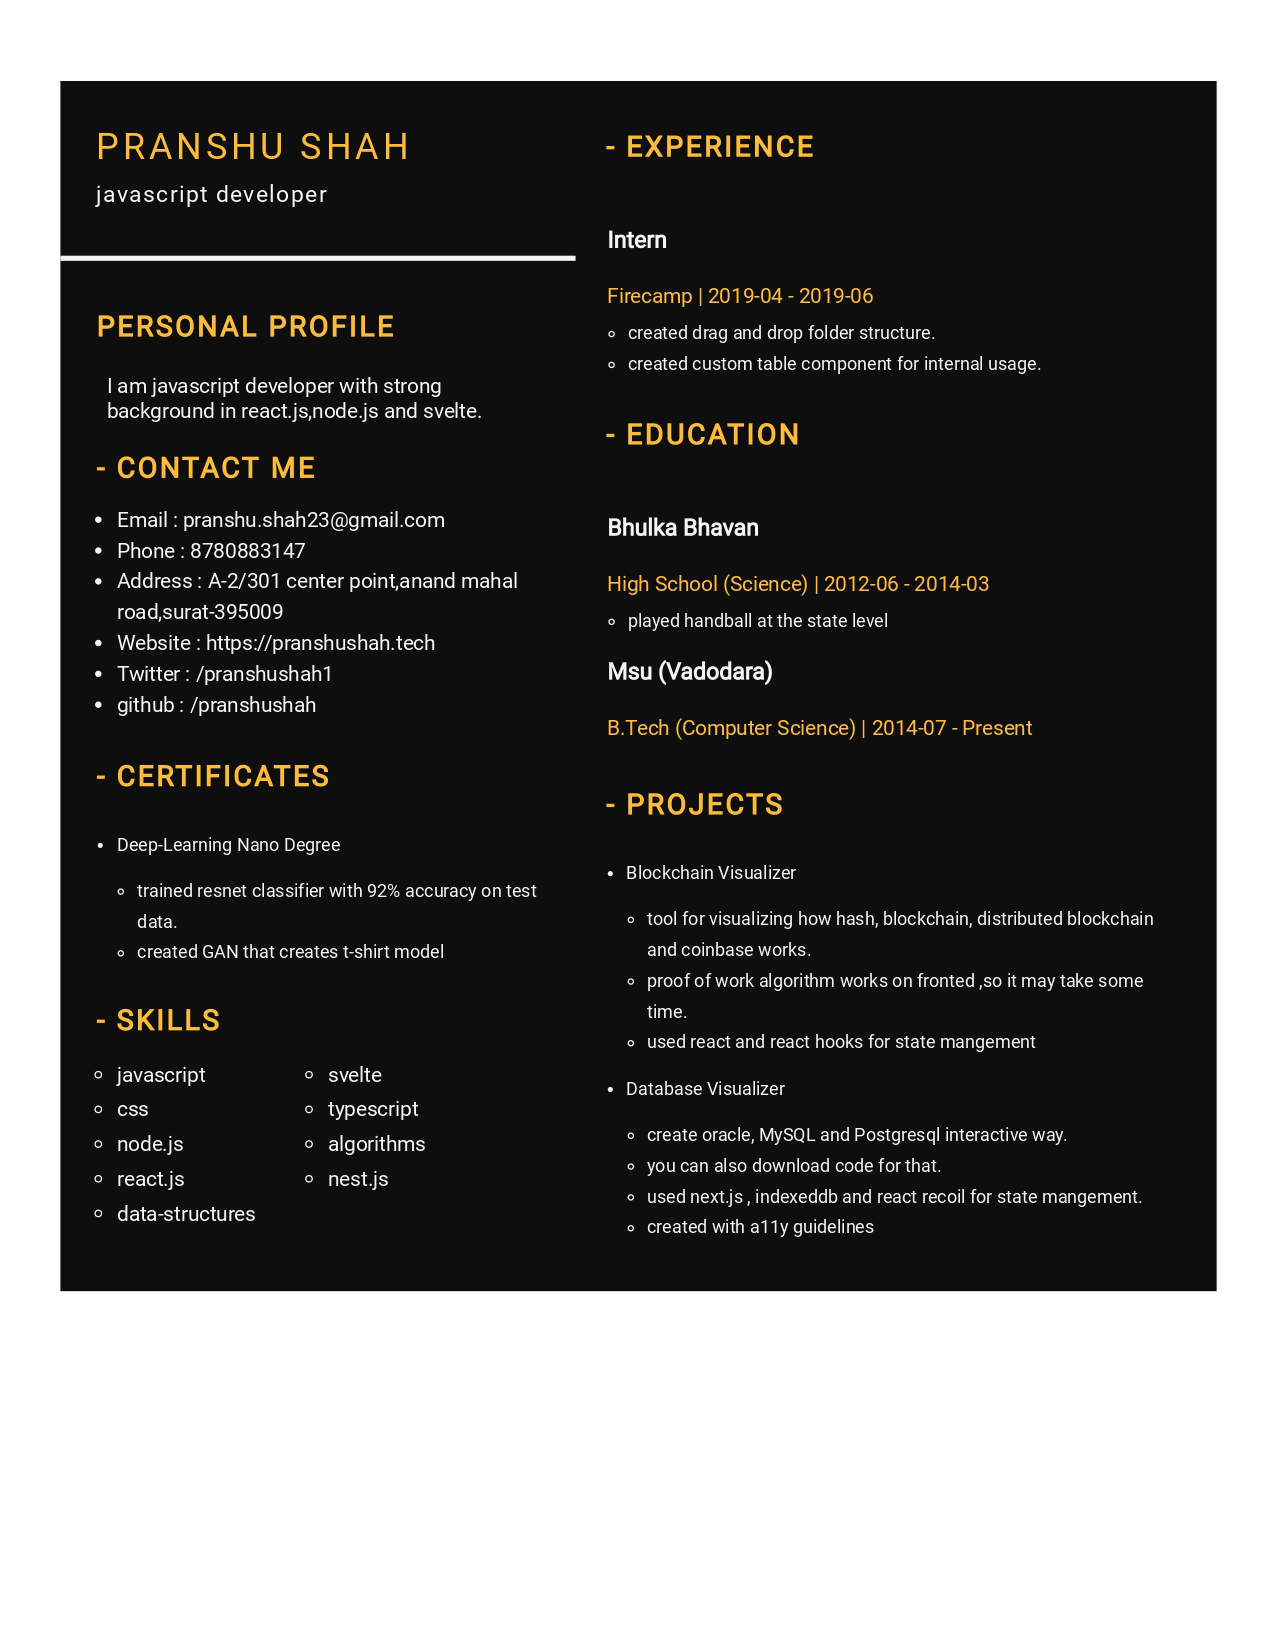 PRANSHU SHAH
javascript developer
PERSONAL PROFILE
I am javascript developer with strong
background in react.js,node.js and svelte.
- CONTACT ME
• Email : pranshu.shah23@gmail.com
• Phone : 8780883147
• Address : A-2/301 center point,anand mahal
road,surat-395009
• Website : https://pranshushah.tech
• Twitter : /pranshushah1
• github : /pranshushah
- CERTIFICATES
• Deep-Learning Nano Degree
◦ trained resnet classifier with 92% accuracy on test
data.
◦ created GAN that creates t-shirt model
- SKILLS
◦ javascript
◦ css
◦ node.js
◦ react.js
◦ data-structures
◦ svelte
◦ typescript
◦ algorithms
◦ nest.js
- EXPERIENCE
Intern
Firecamp | 2019-04 - 2019-06
◦ created drag and drop folder structure.
◦ created custom table component for internal usage.
- EDUCATION
Bhulka Bhavan
High School (Science) | 2012-06 - 2014-03
◦ played handball at the state level
Msu (Vadodara)
B.Tech (Computer Science) | 2014-07 - Present
- PROJECTS
• Blockchain Visualizer
◦ tool for visualizing how hash, blockchain, distributed blockchain
and coinbase works.
◦ proof of work algorithm works on fronted ,so it may take some
time.
◦ used react and react hooks for state mangement
• Database Visualizer
◦ create oracle, MySQL and Postgresql interactive way.
◦ you can also download code for that.
◦ used next.js , indexeddb and react recoil for state mangement.
◦ created with a11y guidelines